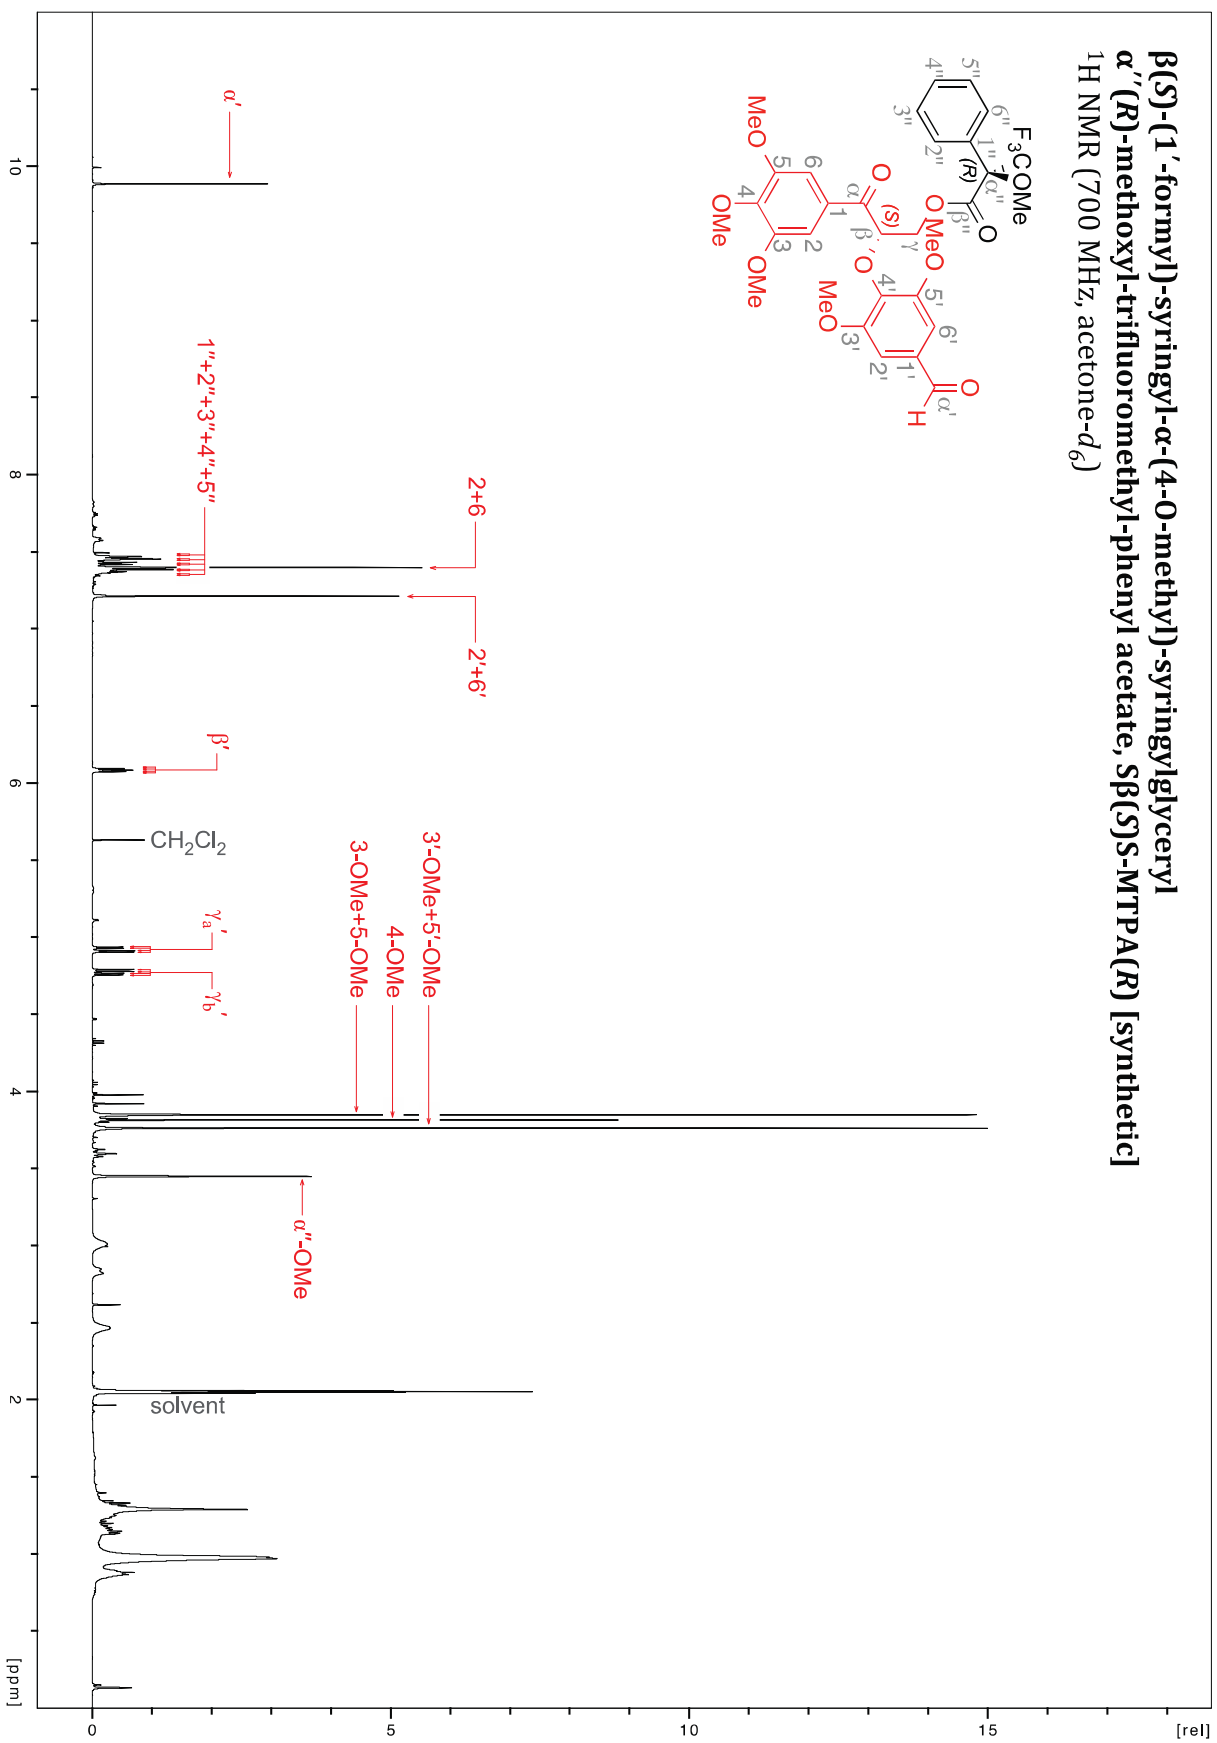 β(S)-(1′-formyl)-syringyl-α-(4-O-methyl)-syringylglyceryl
α′′(R)-methoxyl-trifluoromethyl-phenyl acetate, Sβ(S)S-MTPA(R) [synthetic]
¹H NMR (700 MHz, acetone-d₆)
F₃COMe
5''
6''
4''
3''
2''
1''
(R)
α''
β''
O
O
O
α
(S)
β
γ
O
MeO
MeO
5'
4'
3'
6'
2'
1'
α'
O
H
MeO
5
6
4
3
2
1
OMe
OMe
α′
1″+2″+3″+4″+5″
2+6
2′+6′
β′
CH₂Cl₂
γₐ′
γb′
3-OMe+5-OMe
4-OMe
3′-OMe+5′-OMe
α″-OMe
solvent
10
8
6
4
2
[ppm]
0
5
10
15
[rel]